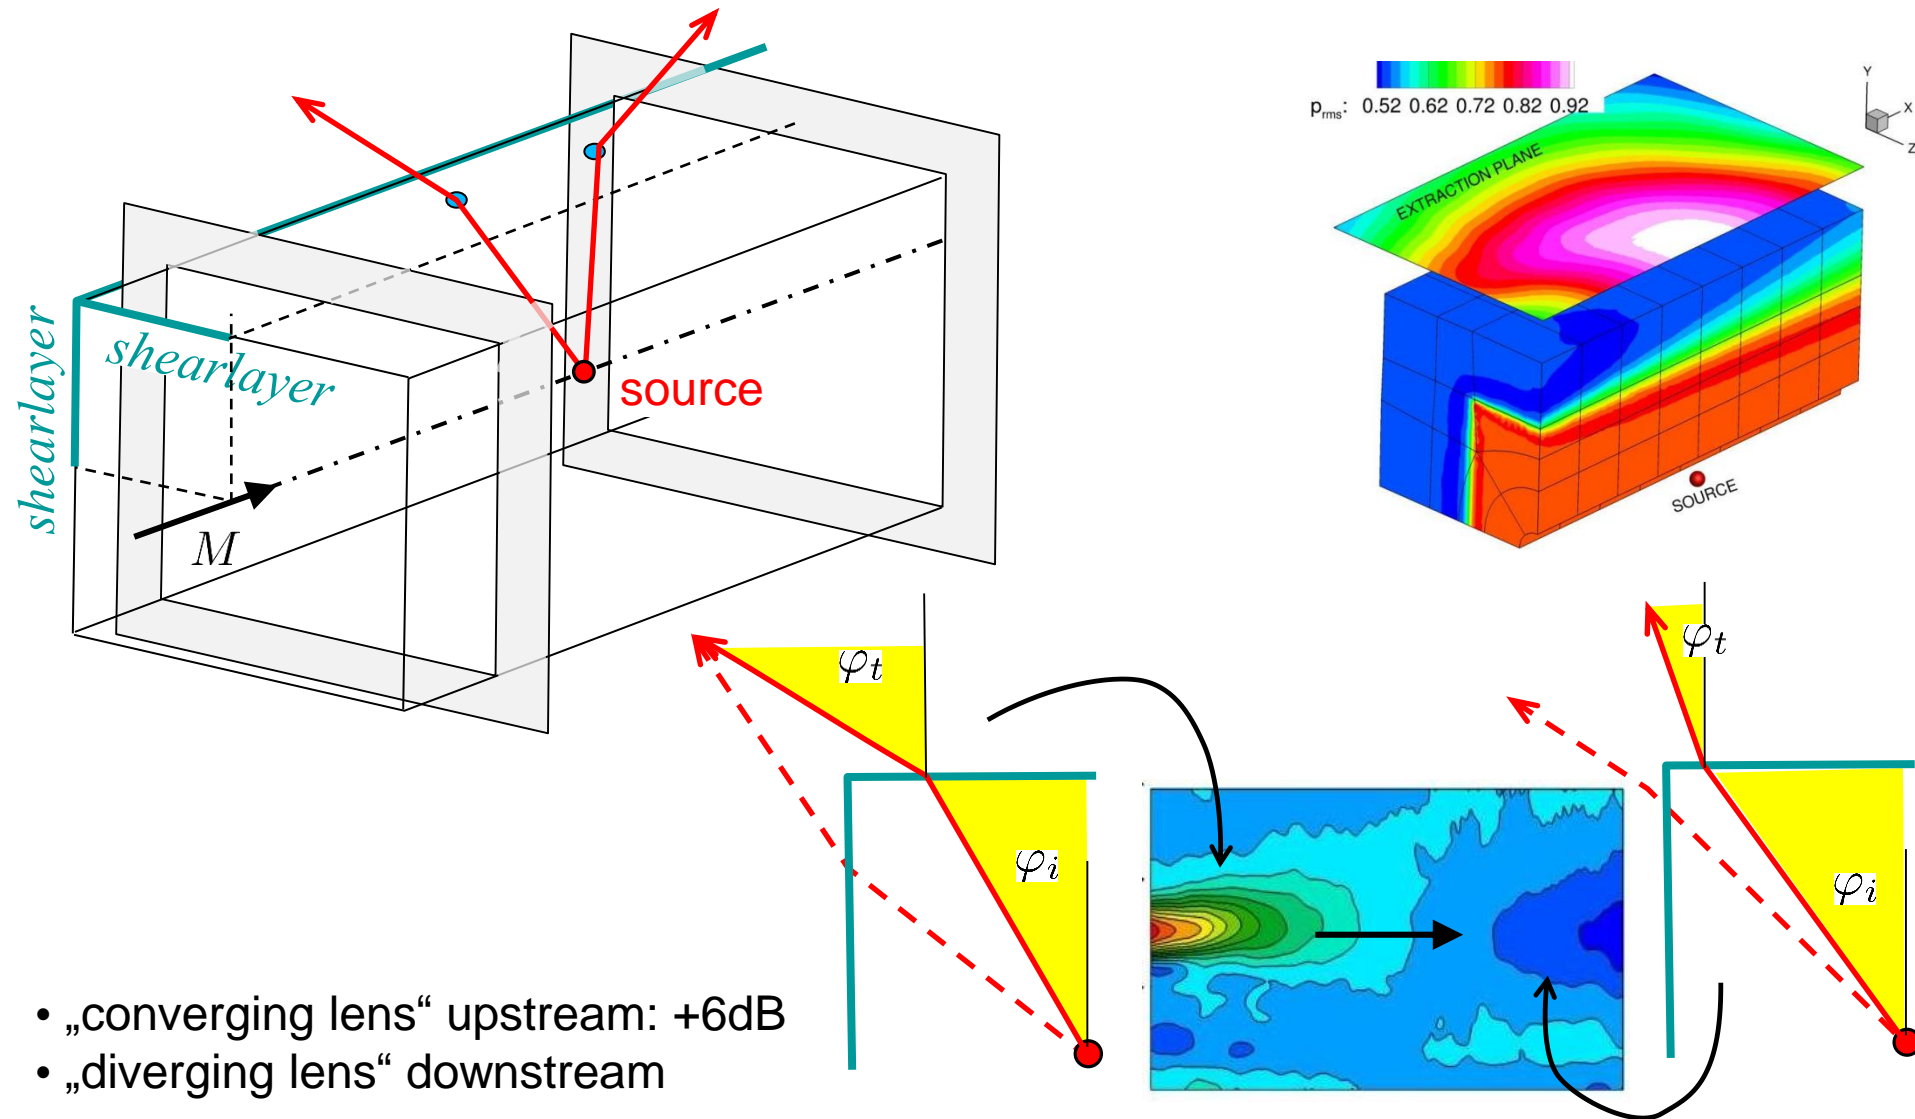 shearlayer
shearlayer
M
source
p_rms: 0.52 0.62 0.72 0.82 0.92
EXTRACTION PLANE
SOURCE
Y
X
Z
φ_t
φ_i
φ_t
φ_i
• „converging lens“ upstream: +6dB
• „diverging lens“ downstream